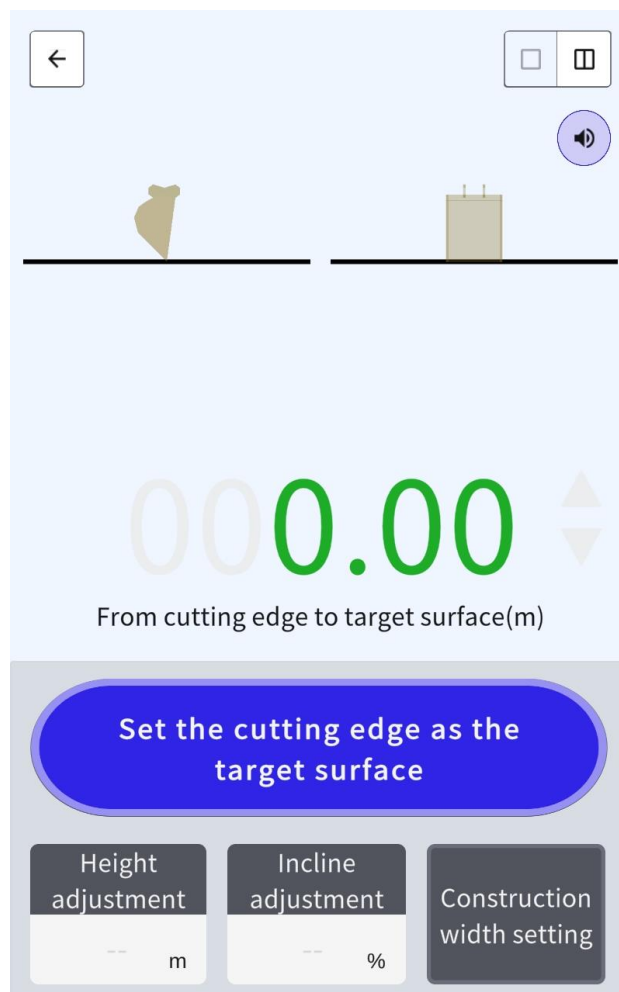 000.00
From cutting edge to target surface(m)
Set the cutting edge as the
target surface
Height
adjustment
-- m
Incline
adjustment
-- %
Construction
width setting